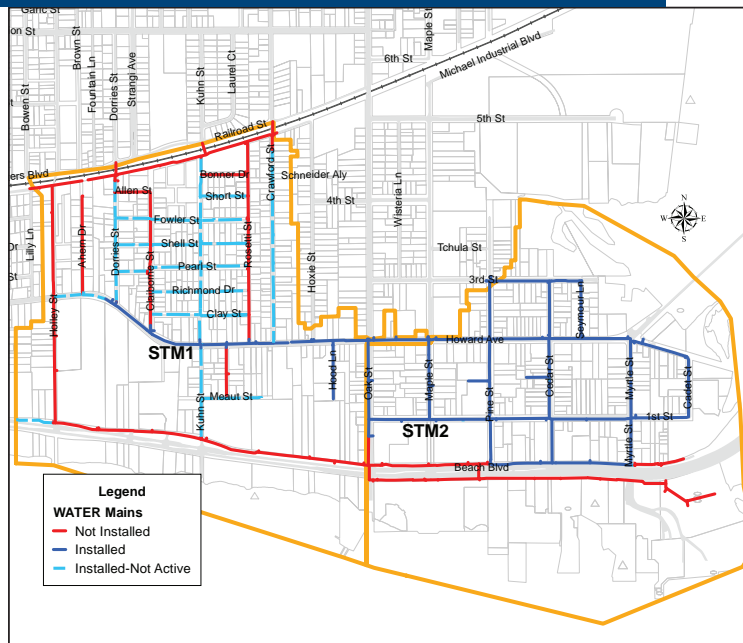 Garic St
on St
Bowen St
Brown St
Fountain Ln
Dorries St
Strangi Ave
Kuhn St
Laurel Ct
Maple St
6th St
Michael Industrial Blvd
5th St
Railroad St
ers Blvd
Crawford St
Allen St
Bonner Dr
Schneider Aly
Short St
4th St
Wisteria Ln
Lilly Ln
Ahern Dr
Dorries St
Claiborne St
Fowler St
Shell St
Pearl St
Richmond Dr
Clay St
Rosetti St
Hoxie St
Tchula St
3rd St
Seymour Ln
Dr
St
Holley St
N
W
E
S
STM1
Howard Ave
Hood Ln
Oak St
Maple St
Pine St
Cedar St
Myrtle St
Cadet St
Kuhn St
Meaut St
STM2
1st St
Myrtle St
Beach Blvd
Legend
WATER Mains
Not Installed
Installed
Installed-Not Active